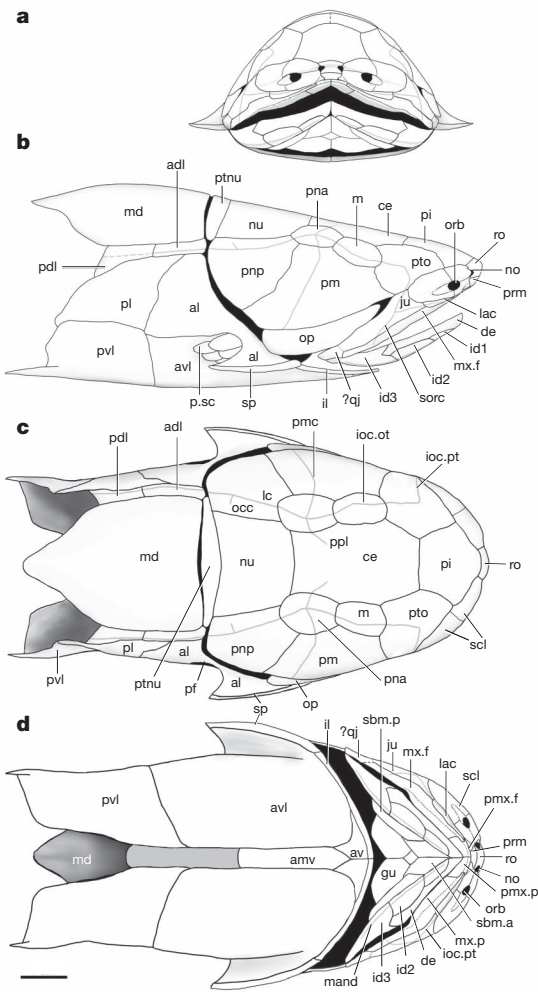 a
b
adl
ptnu
md
nu
pna
m
ce
pi
orb
ro
pdl
pnp
pm
pto
no
prm
pl
al
ju
lac
de
pvl
avl
al
op
id1
mx.f
p.sc
sp
il
?qj
id3
sorc
id2
c
pdl
adl
pmc
ioc.ot
ioc.pt
occ
lc
ppl
md
nu
ce
pi
ro
m
pto
pl
al
pnp
pm
scl
pvl
ptnu
pf
al
sp
op
pna
d
il
?qj
sbm.p
ju
mx.f
lac
scl
pmx.f
pvl
avl
prm
md
amv
av
ro
gu
no
pmx.p
orb
sbm.a
mx.p
ioc.pt
mand
id3
id2
de